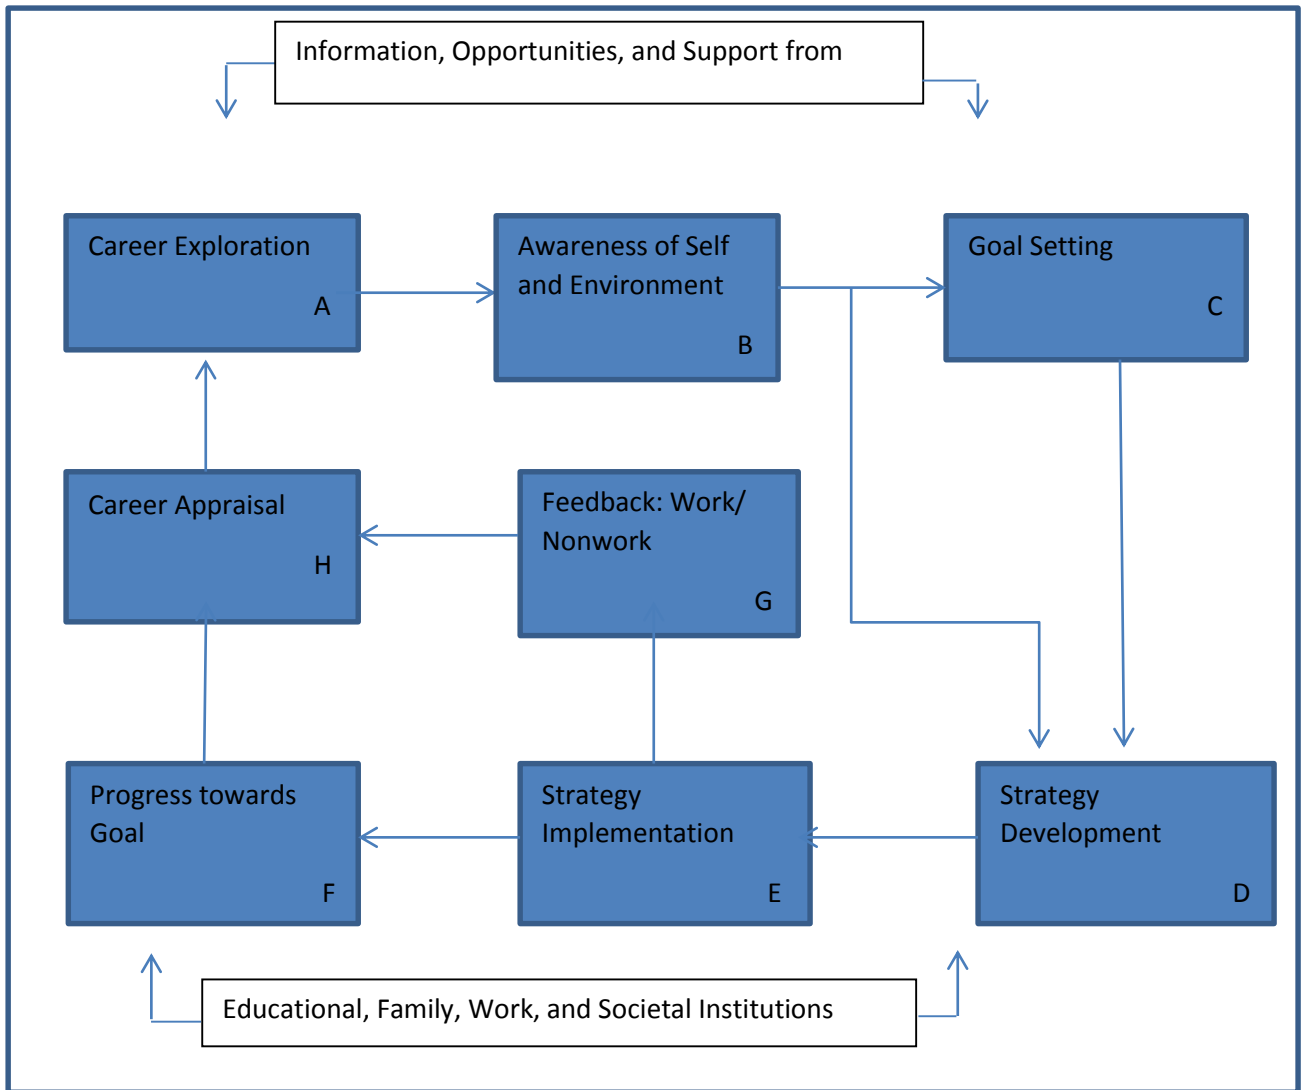 Information, Opportunities, and Support from
Career Exploration
A
Awareness of Self
and Environment
B
Goal Setting
C
Career Appraisal
H
Feedback: Work/
Nonwork
G
Progress towards
Goal
F
Strategy
Implementation
E
Strategy
Development
D
Educational, Family, Work, and Societal Institutions